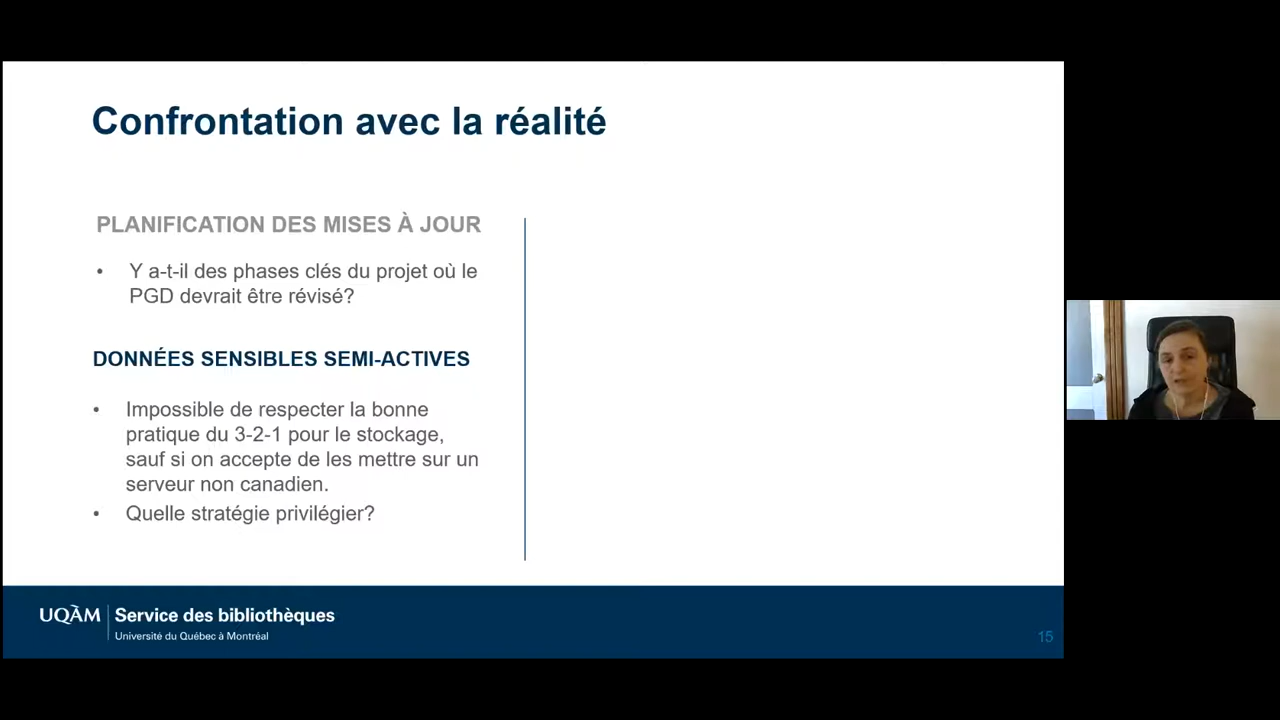 Confrontation avec la réalité
PLANIFICATION DES MISES À JOUR
• Y a-t-il des phases clés du projet où le
PGD devrait être révisé?
DONNÉES SENSIBLES SEMI-ACTIVES
• Impossible de respecter la bonne
pratique du 3-2-1 pour le stockage,
sauf si on accepte de les mettre sur un
serveur non canadien.
• Quelle stratégie privilégier?
UQÀM
Service des bibliothèques
Université du Québec à Montréal
15